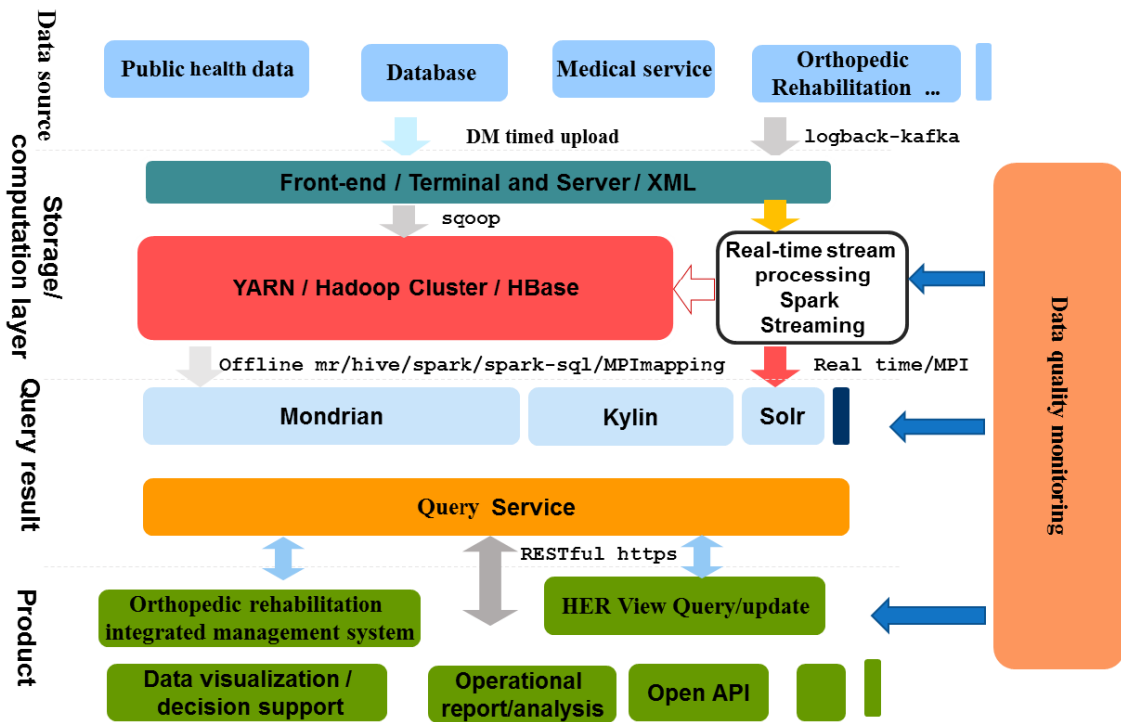 Data source
Public health data
Database
Medical service
Orthopedic
Rehabilitation ...
DM timed upload
logback-kafka
Storage/
computation layer
Front-end / Terminal and Server / XML
sqoop
YARN / Hadoop Cluster / HBase
Real-time stream
processing
Spark
Streaming
Offline mr/hive/spark/spark-sql/MPImapping
Real time/MPI
Query result
Mondrian
Kylin
Solr
Query Service
RESTful https
Product
Orthopedic rehabilitation
integrated management system
HER View Query/update
Data visualization /
decision support
Operational
report/analysis
Open API
Data quality monitoring